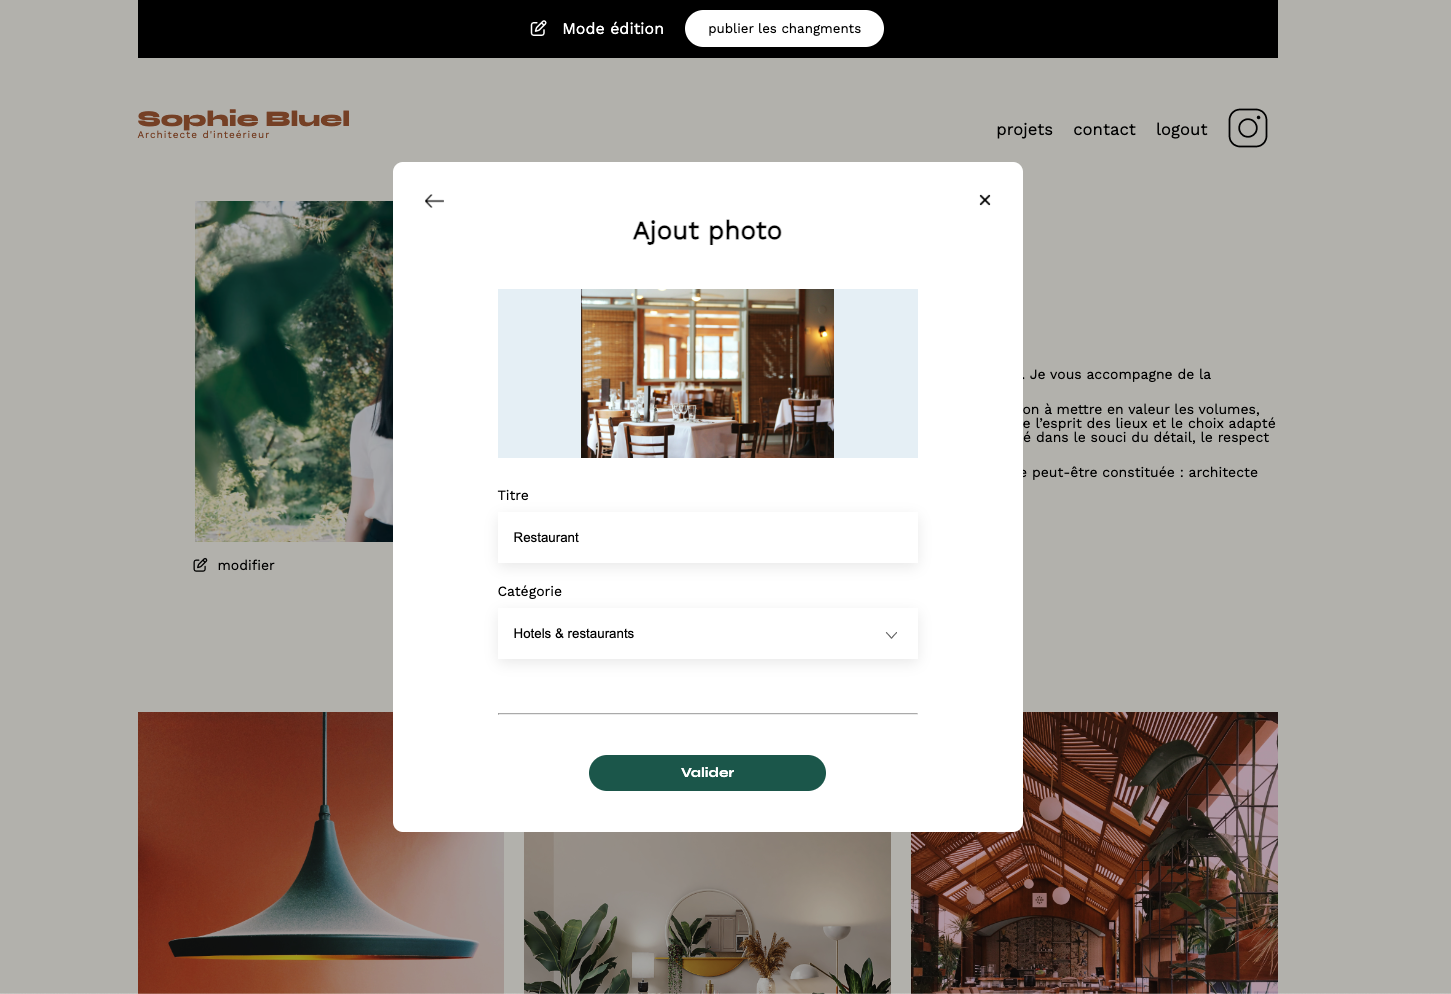 Mode édition
publier les changments
Sophie Bluel
Architecte d'inteérieur
projets
contact
logout
Ajout photo
. Je vous accompagne de la
on à mettre en valeur les volumes,
e l'esprit des lieux et le choix adapté
é dans le souci du détail, le respect
e peut-être constituée : architecte
Titre
Restaurant
modifier
Catégorie
Hotels & restaurants
Valider